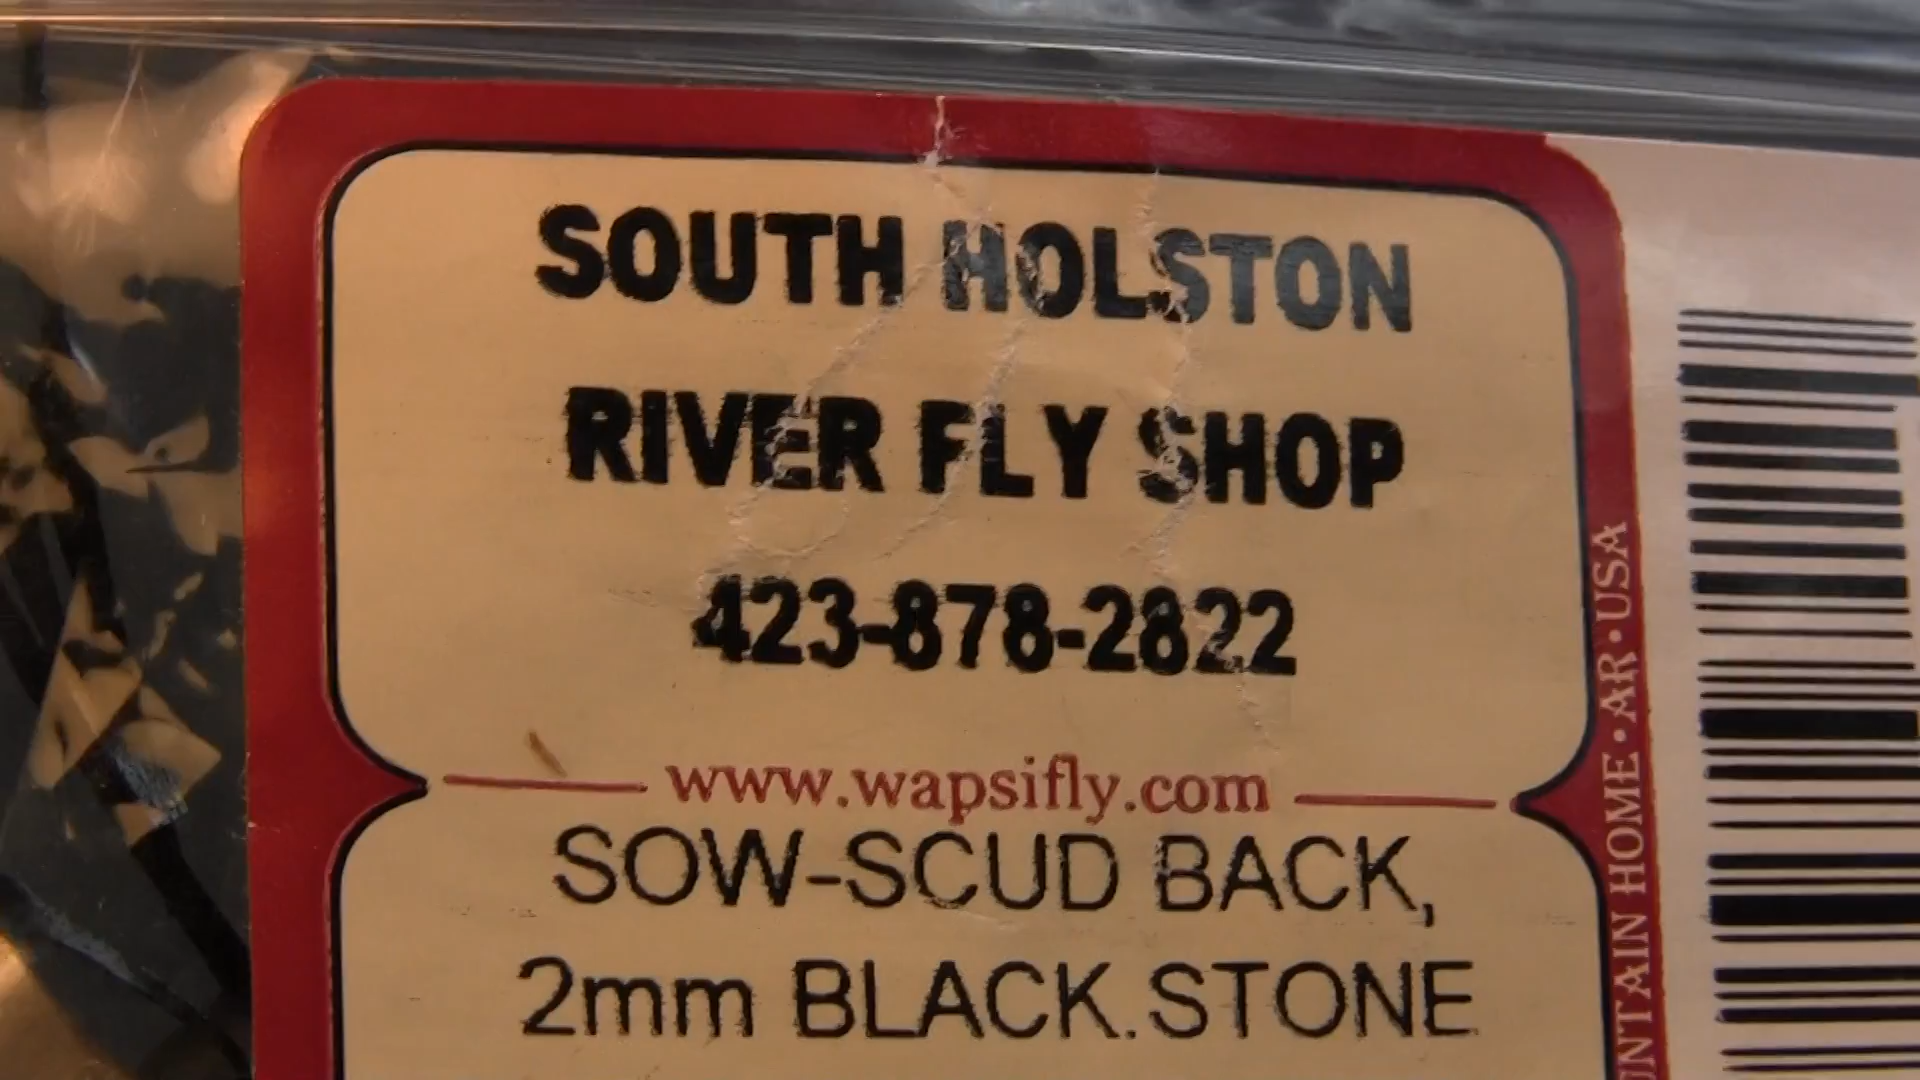 SOUTH HOLSTON
RIVER FLY SHOP
423-878-2822
www.wapsifly.com
SOW-SCUD BACK,
2mm BLACK.STONE
HOME • AR • USA